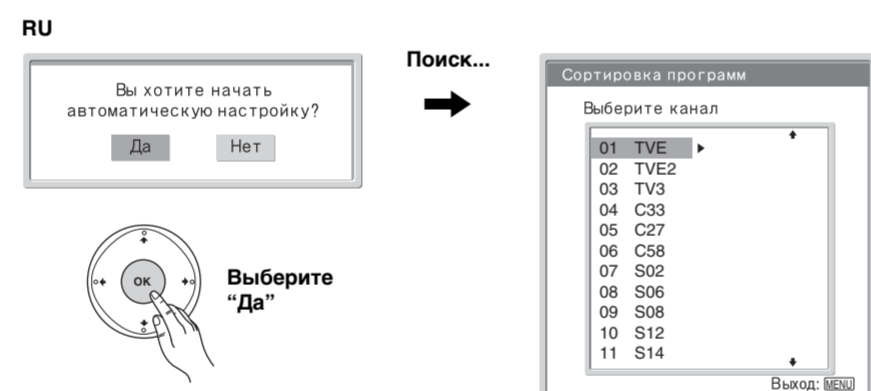 RU
Вы хотите начать
автоматическую настройку?
Да
Нет
OK
Выберите
“Да”
Поиск...
Сортировка программ
Выберите канал
01 TVE
02 TVE2
03 TV3
04 C33
05 C27
06 C58
07 S02
08 S06
09 S08
10 S12
11 S14
Выход: MENU